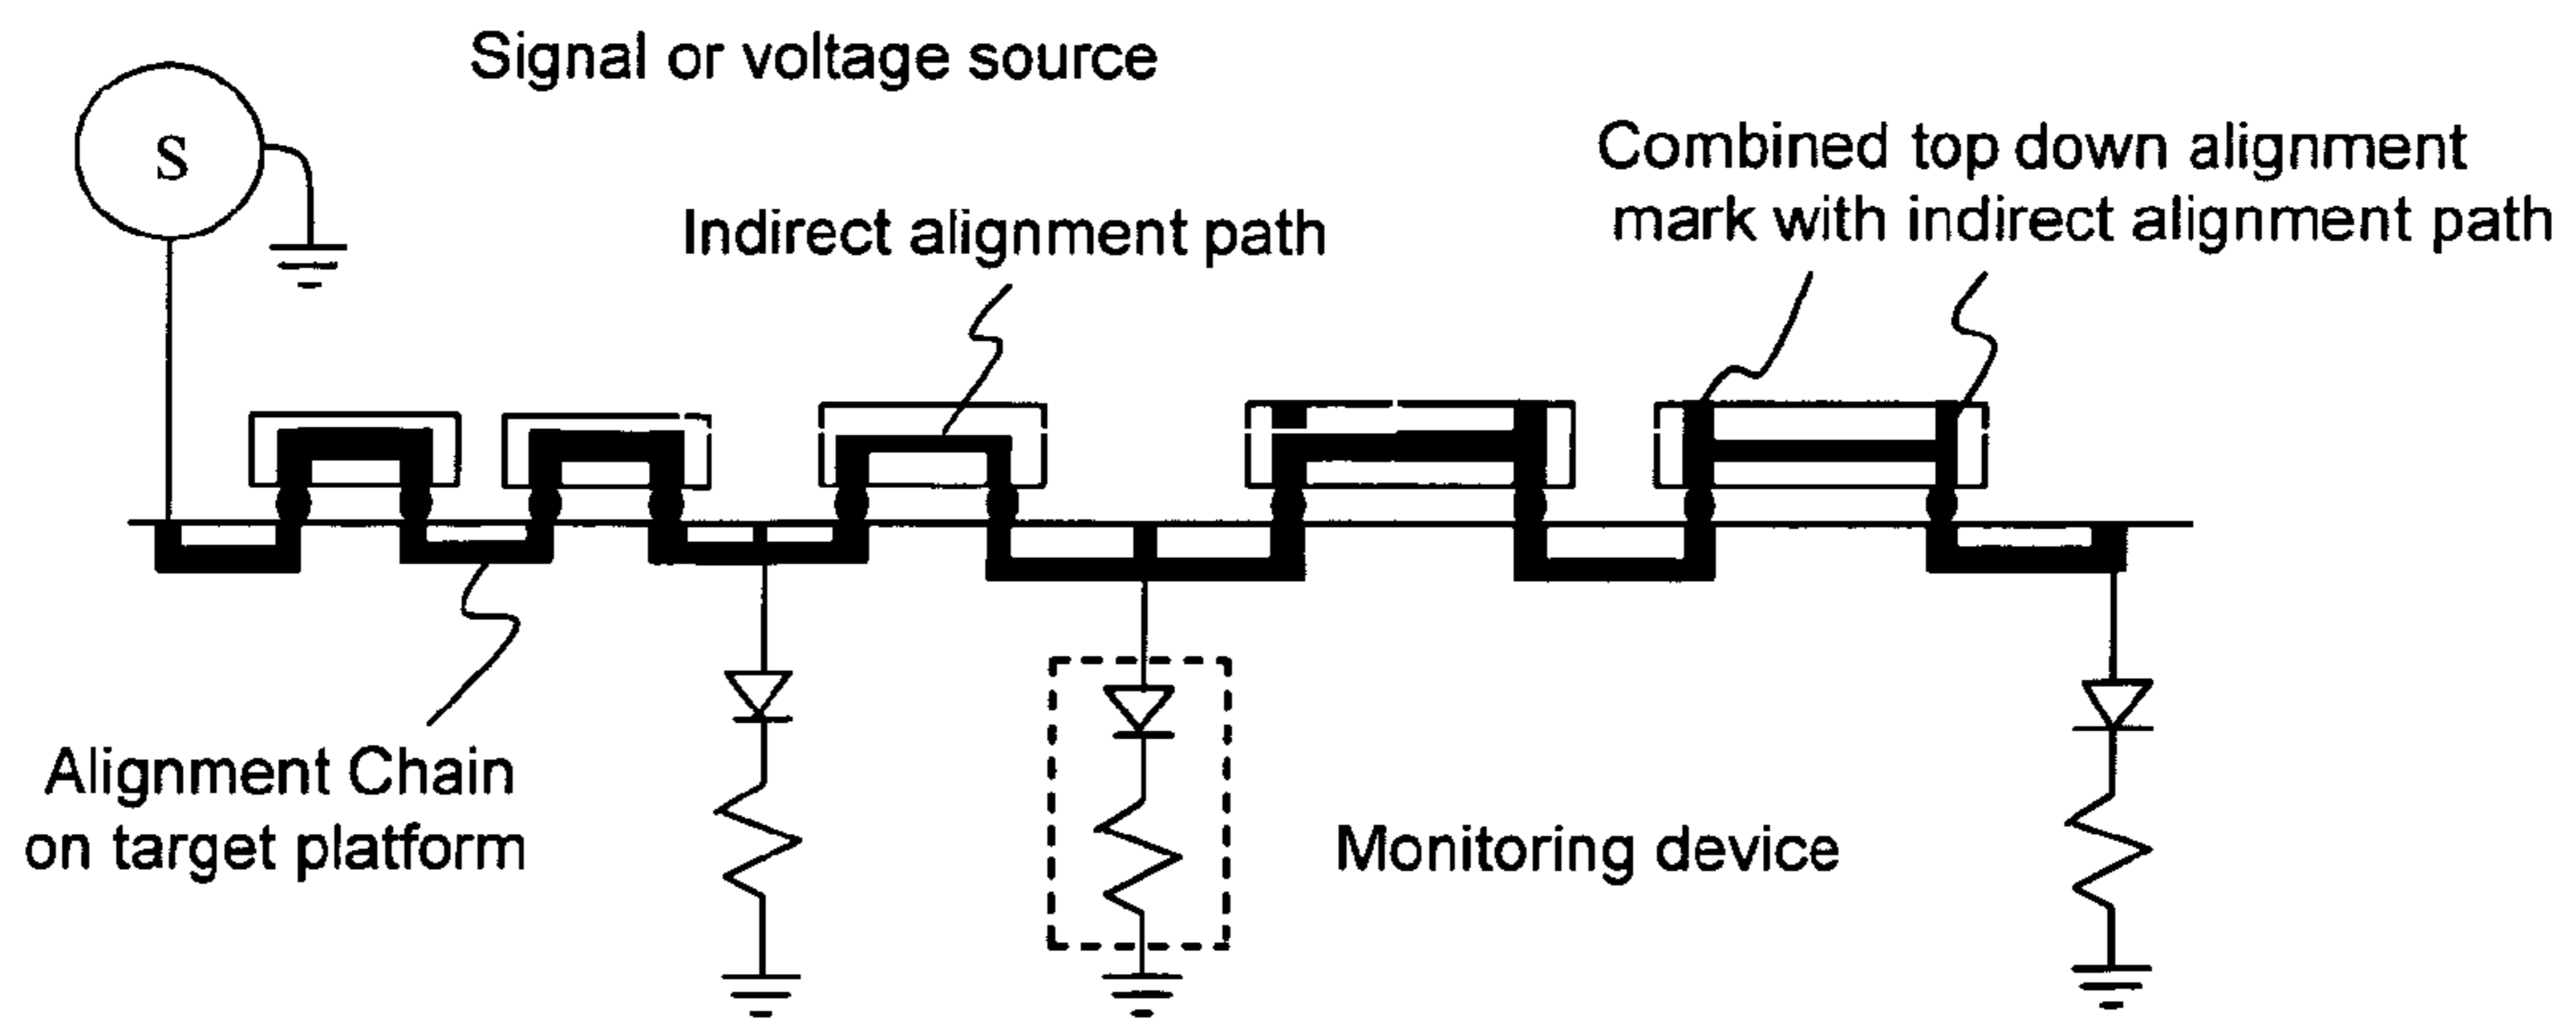 Signal or voltage source
S
Combined top down alignment
mark with indirect alignment path
Indirect alignment path
Alignment Chain
on target platform
Monitoring device